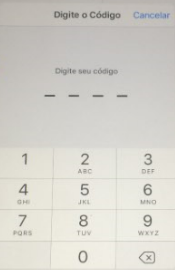 Digite o Código Cancelar
Digite seu código
1 2 3
ABC DEF
4 5 6
GHI JKL MNO
7 8 9
PQRS TUV WXYZ
0